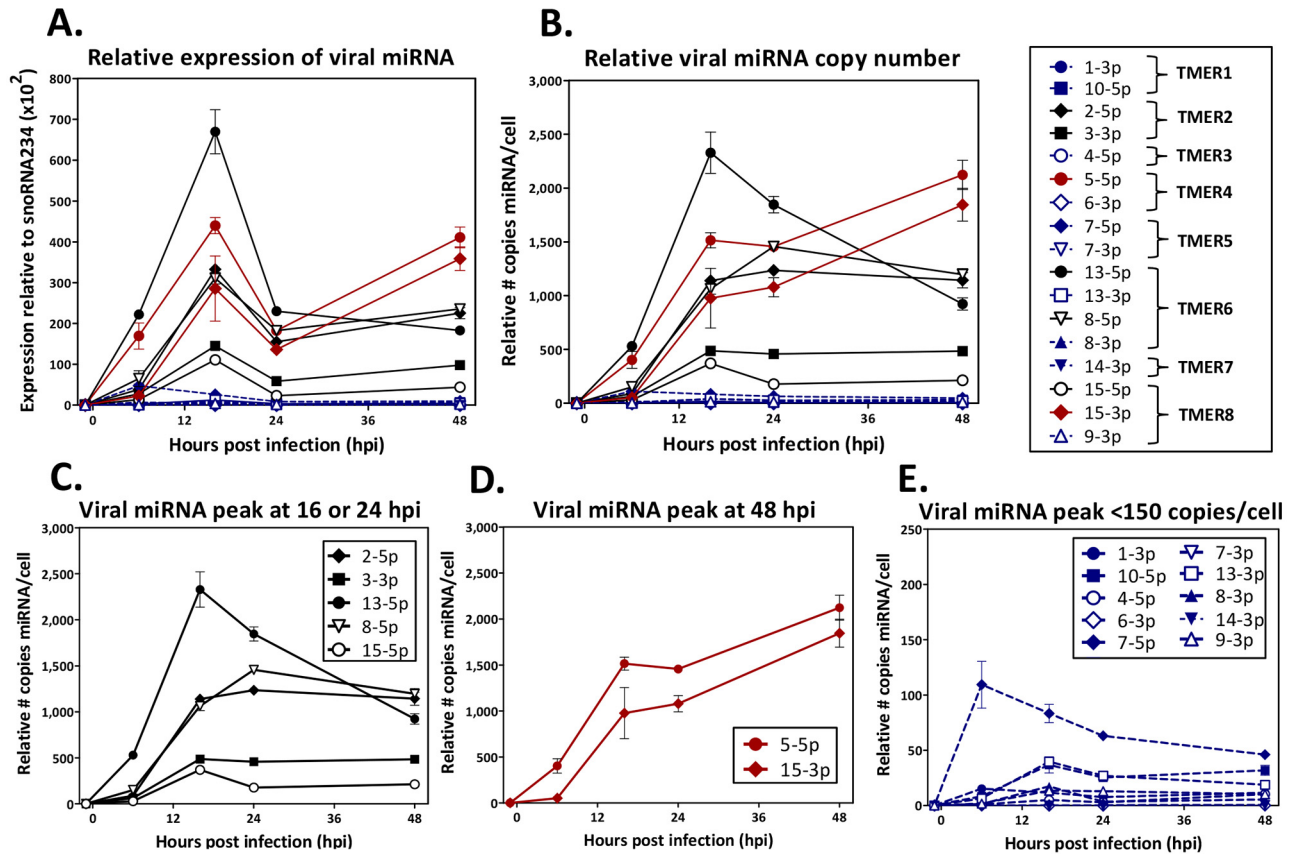 A.
Relative expression of viral miRNA
Expression relative to snoRNA234 (x10²)
800
700
600
500
400
300
200
100
0
0 12 24 36 48
Hours post infection (hpi)
B.
Relative viral miRNA copy number
Relative # copies miRNA/cell
3,000
2,500
2,000
1,500
1,000
500
0
0 12 24 36 48
Hours post infection (hpi)
1-3p
10-5p
TMER1
2-5p
3-3p
TMER2
4-5p
TMER3
5-5p
6-3p
TMER4
7-5p
7-3p
TMER5
13-5p
13-3p
8-5p
8-3p
TMER6
14-3p
TMER7
15-5p
15-3p
9-3p
TMER8
C.
Viral miRNA peak at 16 or 24 hpi
Relative # copies miRNA/cell
3,000
2,500
2,000
1,500
1,000
500
0
0 12 24 36 48
Hours post infection (hpi)
2-5p
3-3p
13-5p
8-5p
15-5p
D.
Viral miRNA peak at 48 hpi
Relative # copies miRNA/cell
3,000
2,500
2,000
1,500
1,000
500
0
0 12 24 36 48
Hours post infection (hpi)
5-5p
15-3p
E.
Viral miRNA peak <150 copies/cell
Relative # copies miRNA/cell
250
200
150
100
50
0
0 12 24 36 48
Hours post infection (hpi)
1-3p
10-5p
4-5p
6-3p
7-5p
7-3p
13-3p
8-3p
14-3p
9-3p